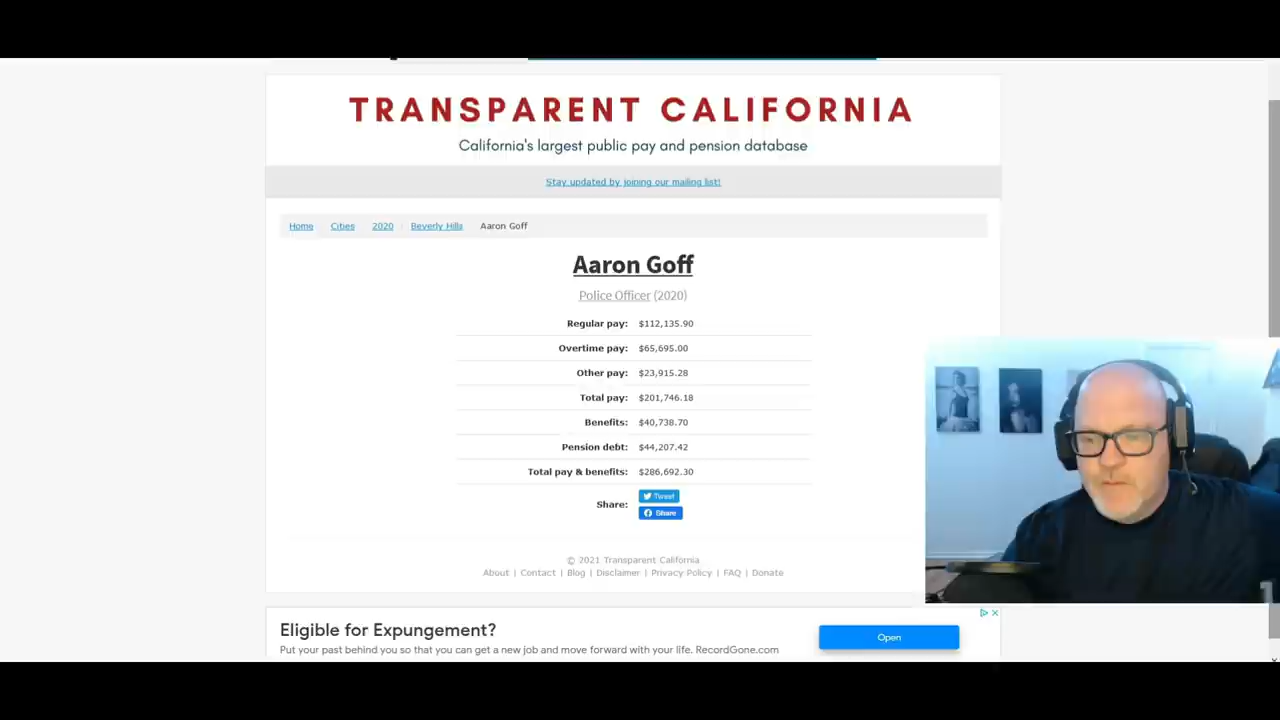 TRANSPARENT CALIFORNIA
California's largest public pay and pension database
Stay updated by joining our mailing list!
Home Cities 2020 / Beverly Hills Aaron Goff
Aaron Goff
Police Officer (2020)
Regular pay: $112,135.90
Overtime pay: $65,695.00
Other pay: $23,915.28
Total pay: $201,746.18
Benefits: $40,738.70
Pension debt: $44,207.42
Total pay & benefits: $286,692.30
Share: Tweet
Share
© 2021 Transparent California
About | Contact | Blog | Disclaimer | Privacy Policy | FAQ | Donate
Eligible for Expungement?
Open
Put your past behind you so that you can get a new job and move forward with your life. RecordGone.com